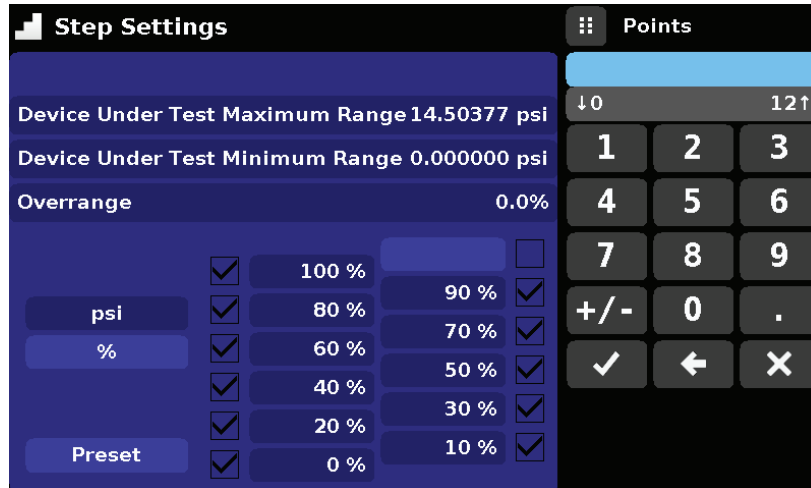 Step Settings
Points
Device Under Test Maximum Range 14.50377 psi
Device Under Test Minimum Range 0.000000 psi
Overrange 0.0%
psi
%
Preset
100 %
80 %
60 %
40 %
20 %
0 %
90 %
70 %
50 %
30 %
10 %
↓0 12↑
1 2 3
4 5 6
7 8 9
+/- 0 .